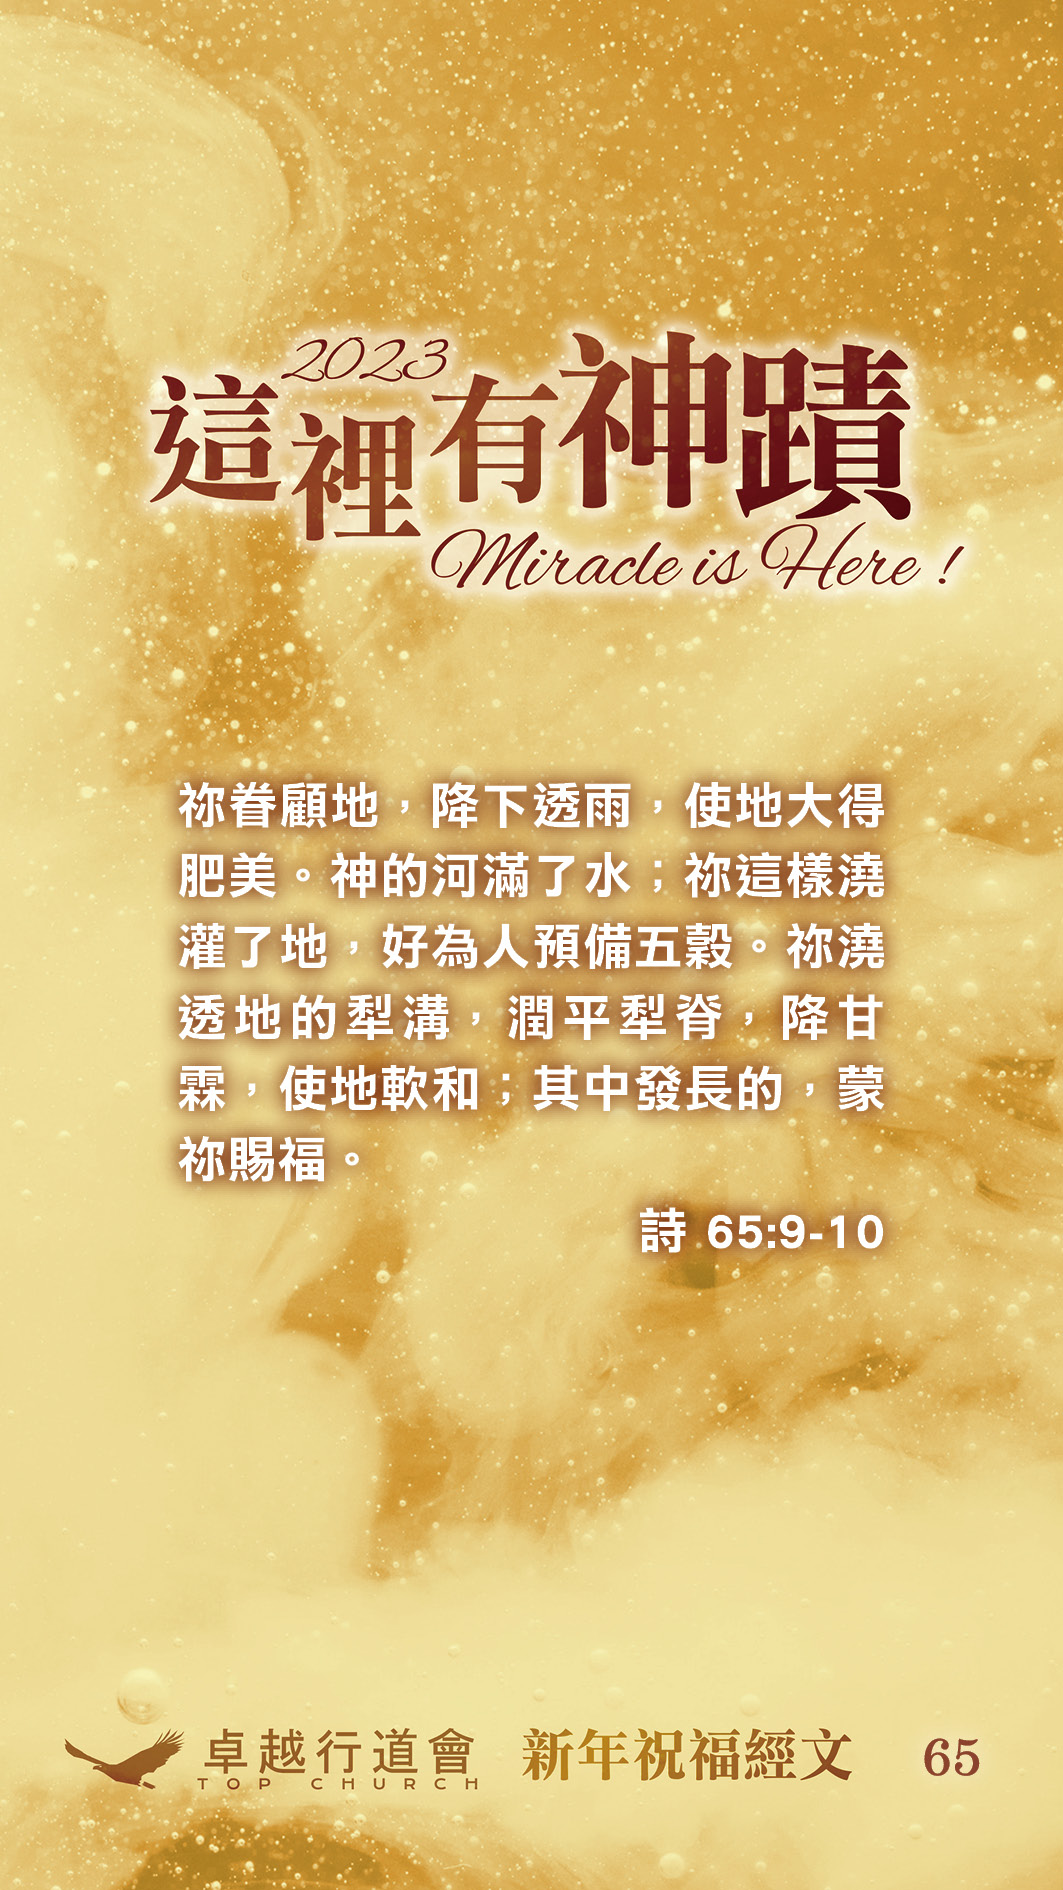 2023
這裡有神蹟
Miracle is Here !
祢眷顧地，降下透雨，使地大得
肥美。神的河滿了水；祢這樣澆
灌了地，好為人預備五穀。祢澆
透地的犁溝，潤平犁脊，降甘
霖，使地軟和；其中發長的，蒙
祢賜福。
詩 65:9-10
卓越行道會 新年祝福經文 65
TOP CHURCH